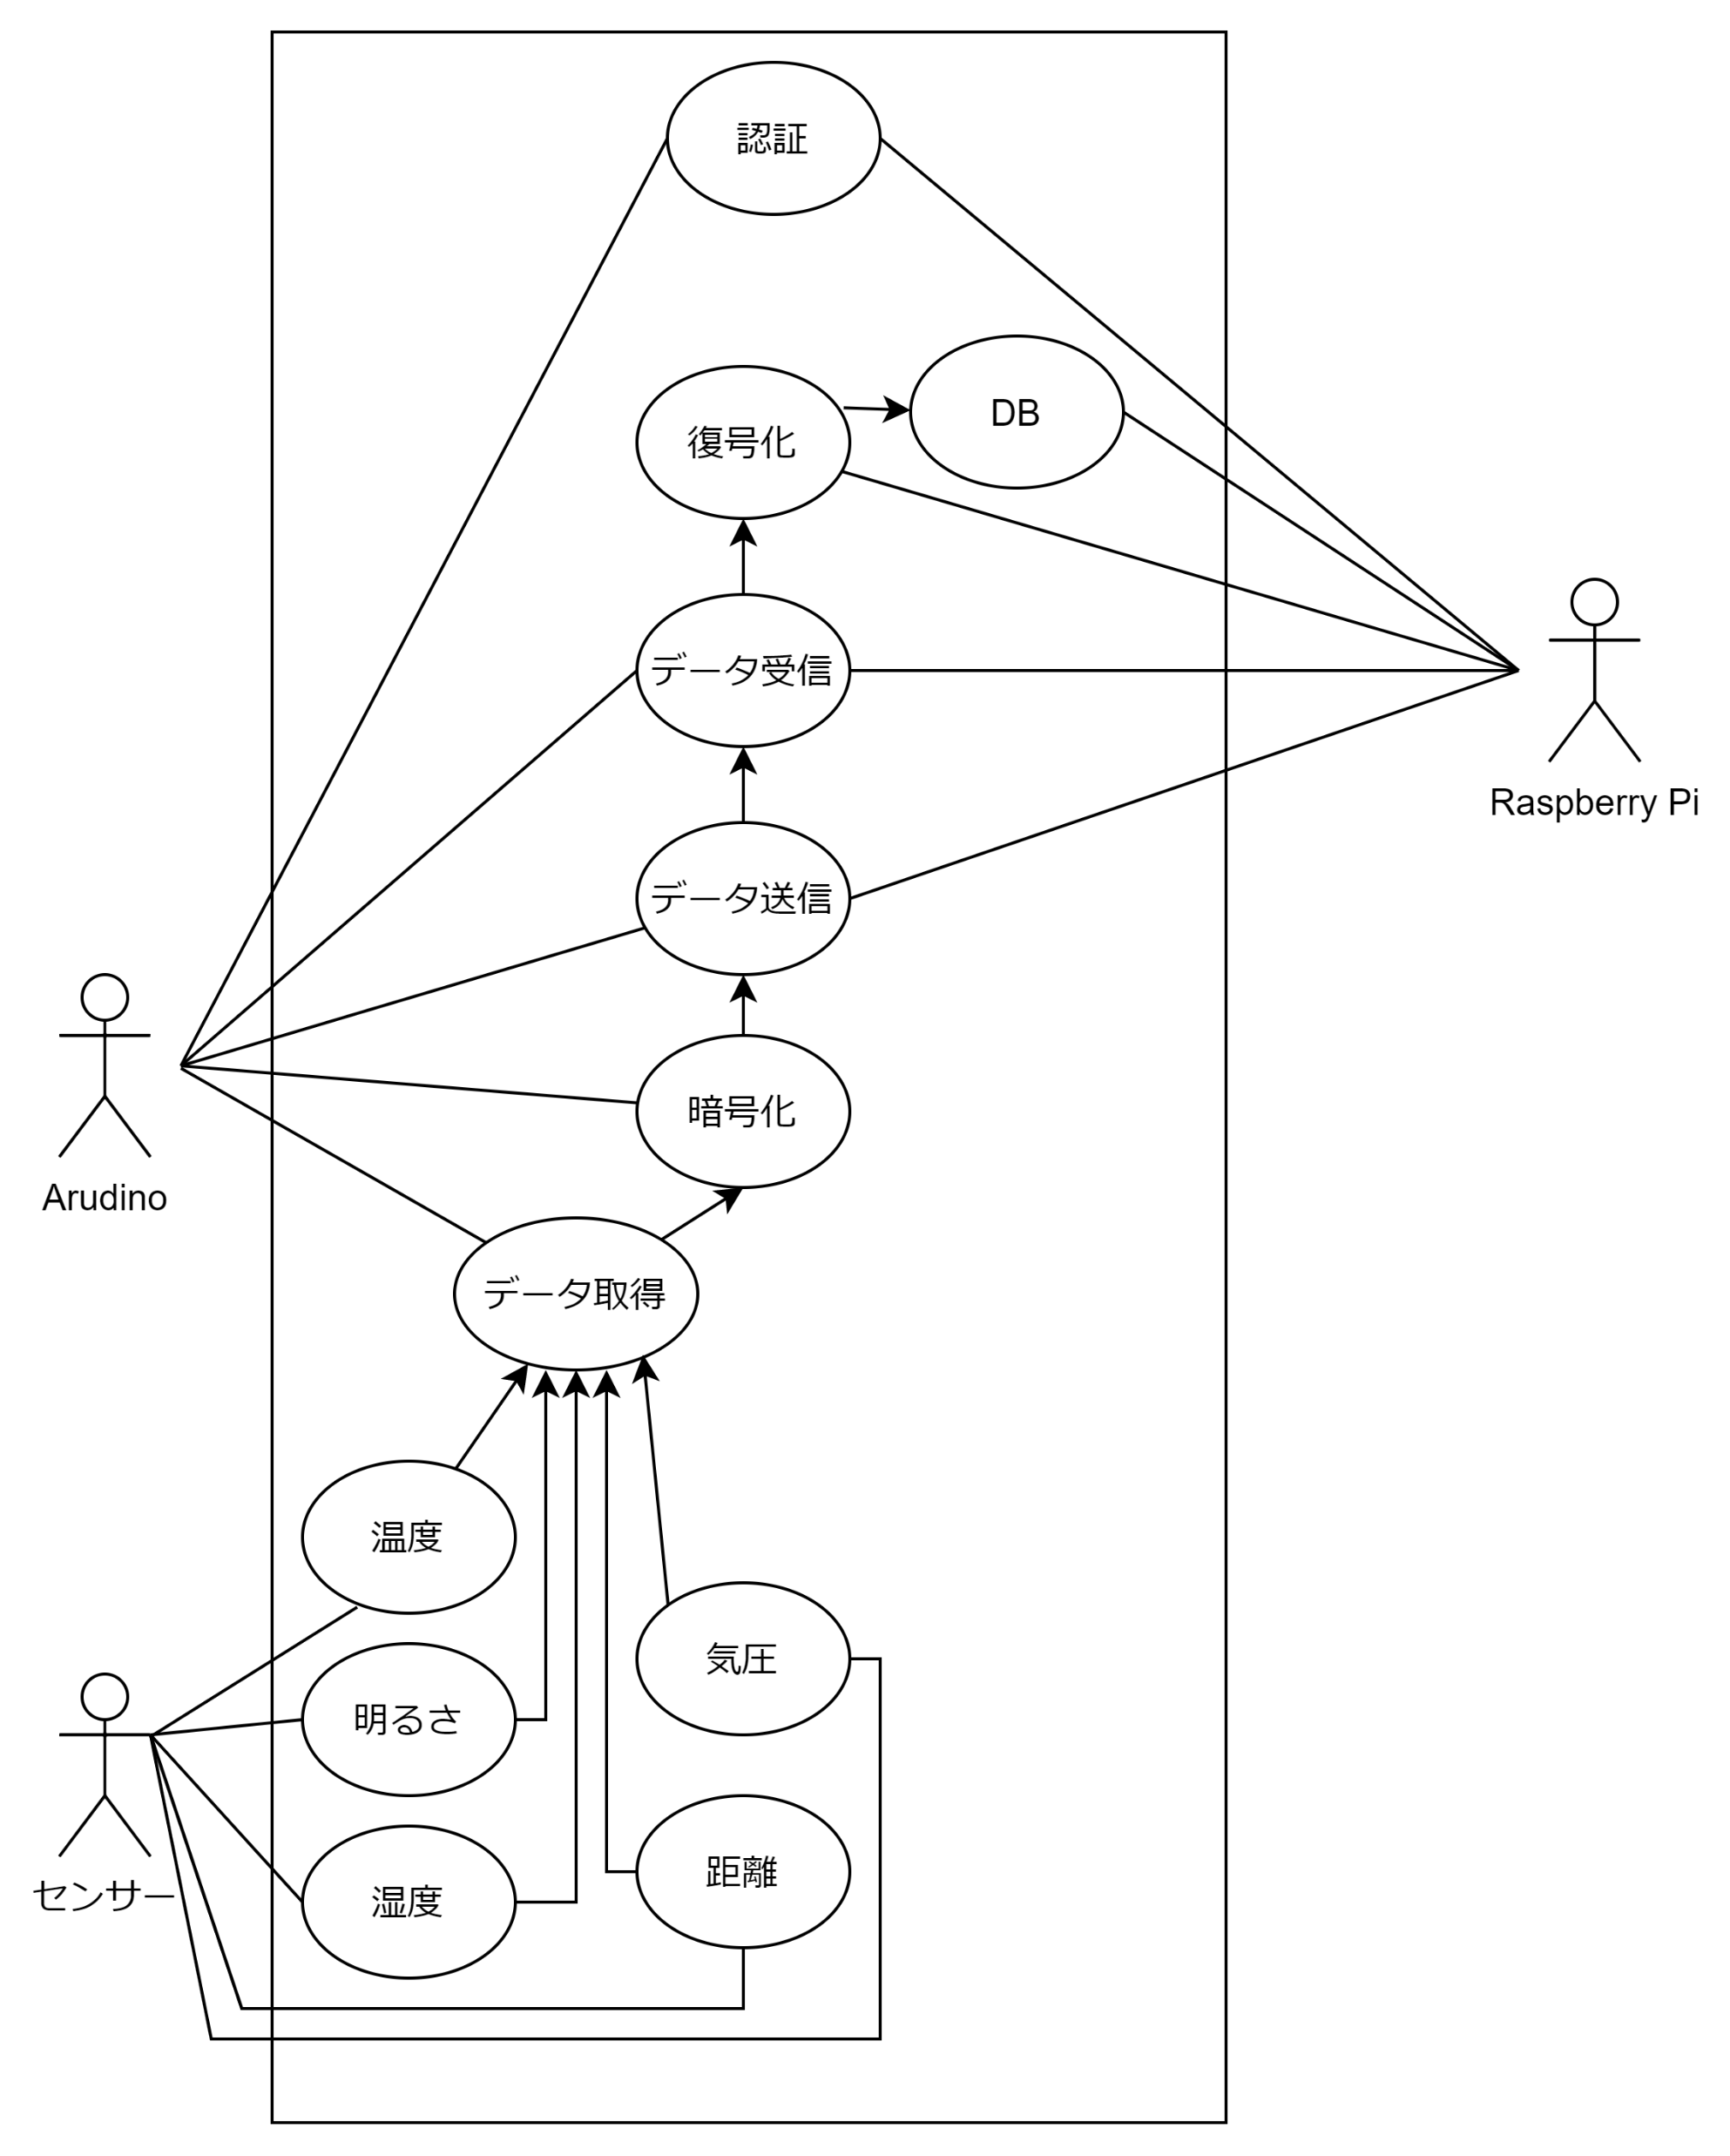 認証
DB
復号化
データ受信
Raspberry Pi
データ送信
暗号化
Arudino
データ取得
温度
気圧
明るさ
距離
センサー
湿度